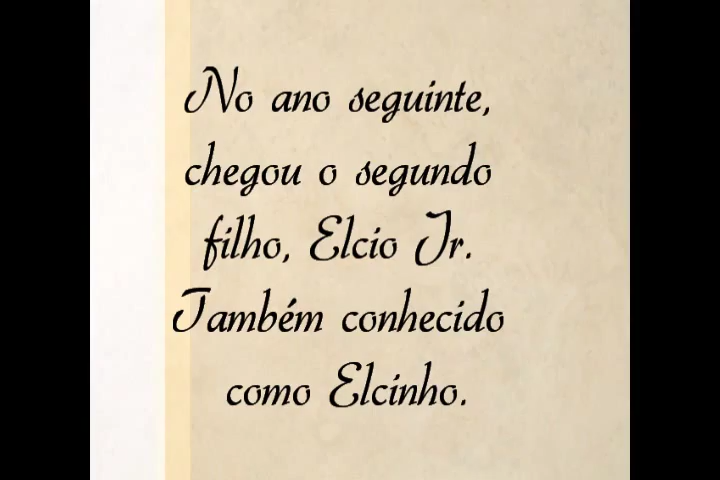 No ano seguinte,
chegou o segundo
filho, Elcio Jr.
Também conhecido
como Elcinho.